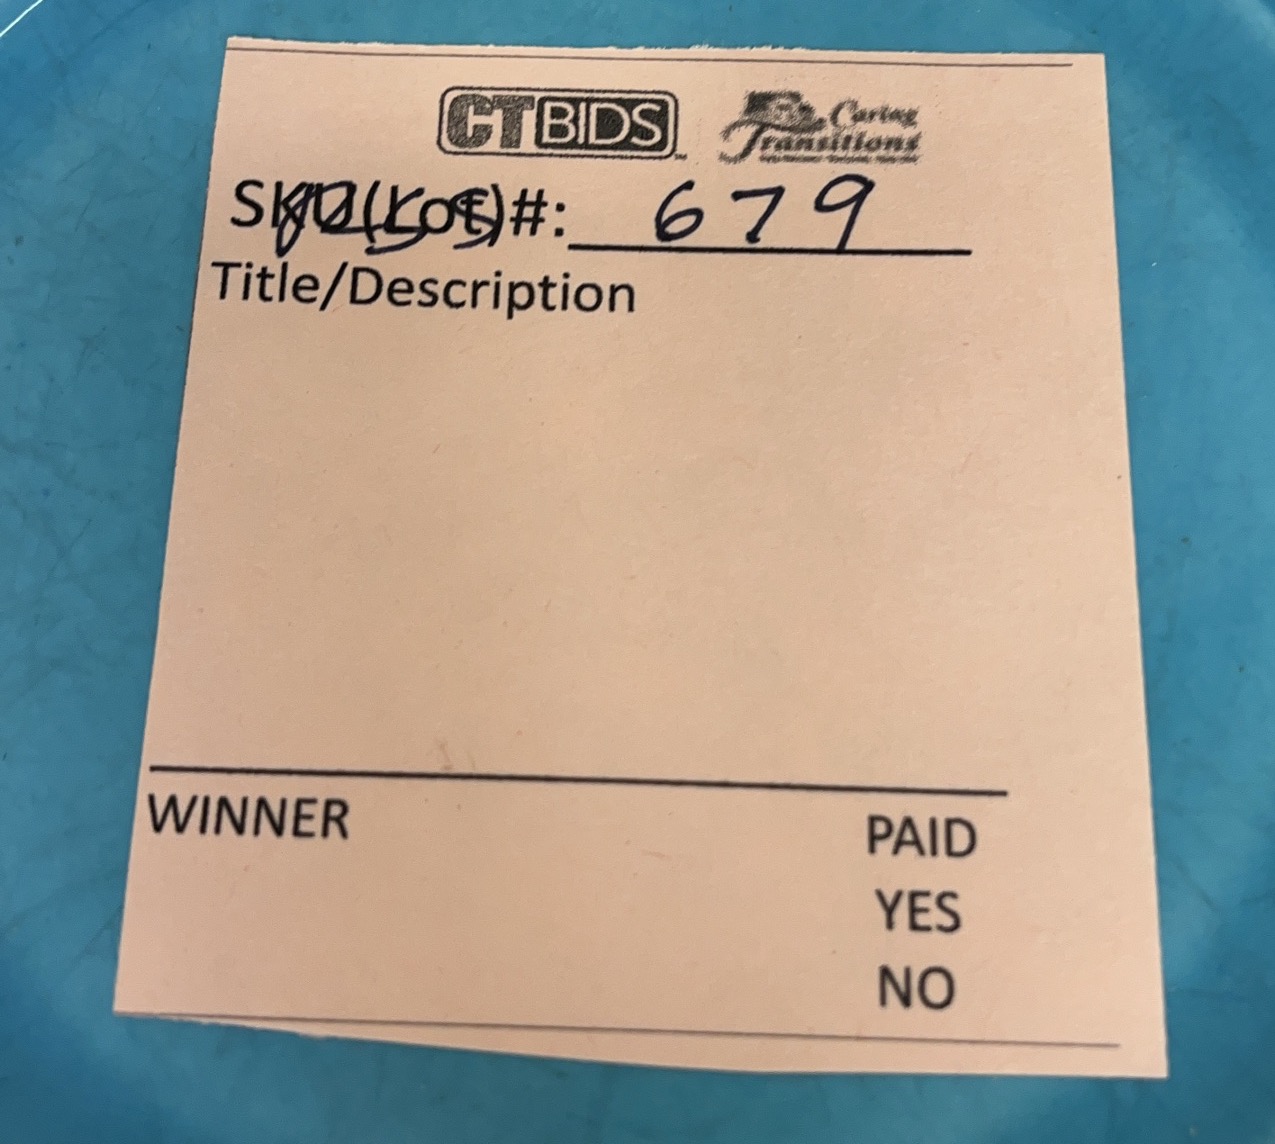 CTBIDS
Caring
Transitions
SKU(Lot)#: 679
Title/Description
WINNER
PAID
YES
NO